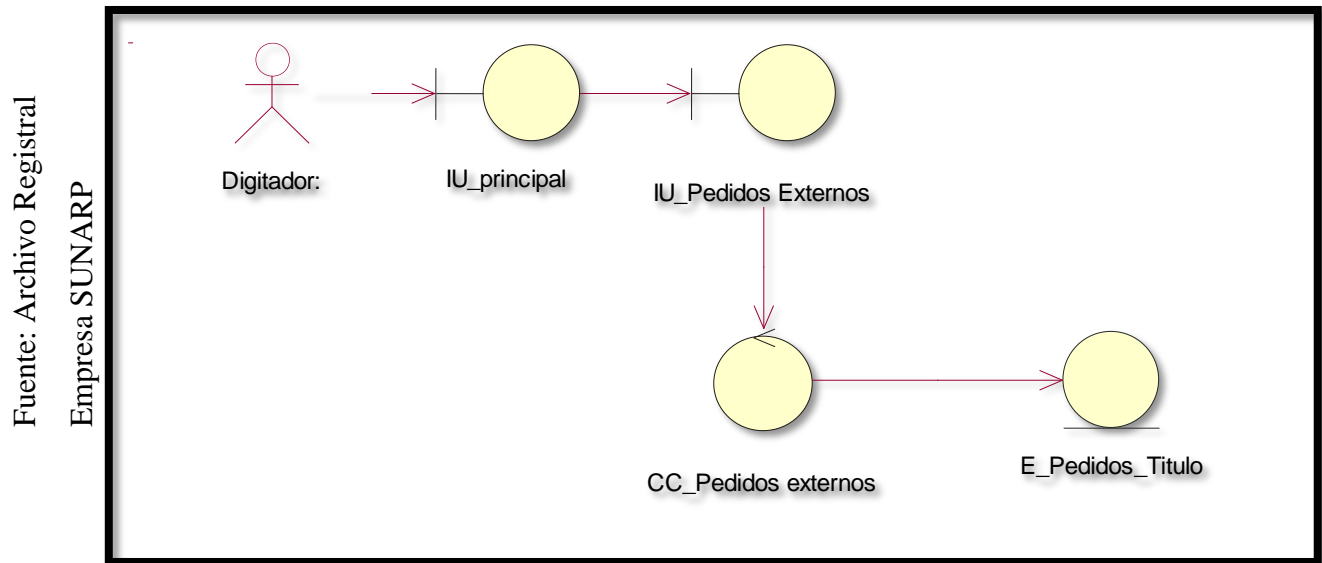 Fuente: Archivo Registral
Empresa SUNARP
Digitador:
IU_principal
IU_Pedidos Externos
CC_Pedidos externos
E_Pedidos_Titulo